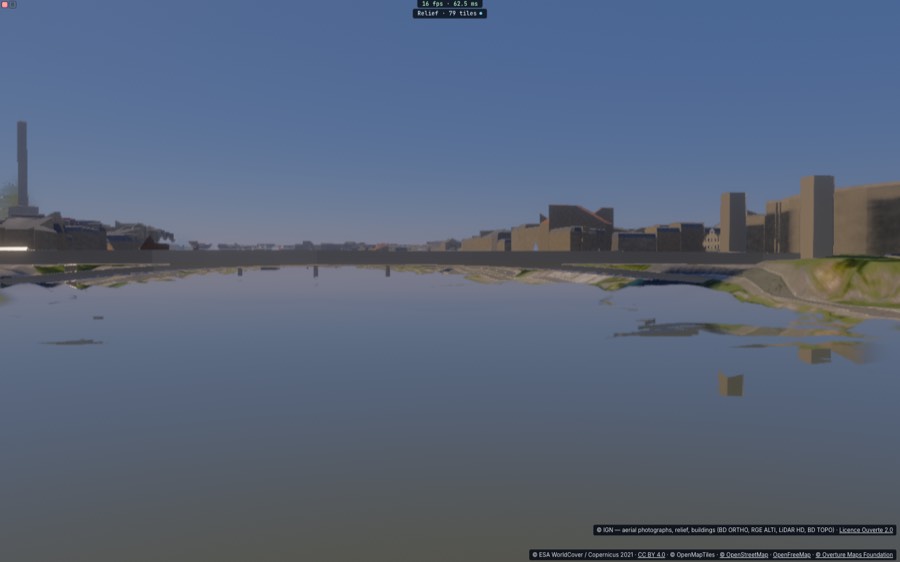 16 fps · 62.5 ms
Relief · 79 tiles
© IGN — aerial photographs, relief, buildings (BD ORTHO, RGE ALTI, LiDAR HD, BD TOPO) · Licence Ouverte 2.0
© ESA WorldCover / Copernicus 2021 · CC BY 4.0 · © OpenMapTiles · © OpenStreetMap · OpenFreeMap · © Overture Maps Foundation